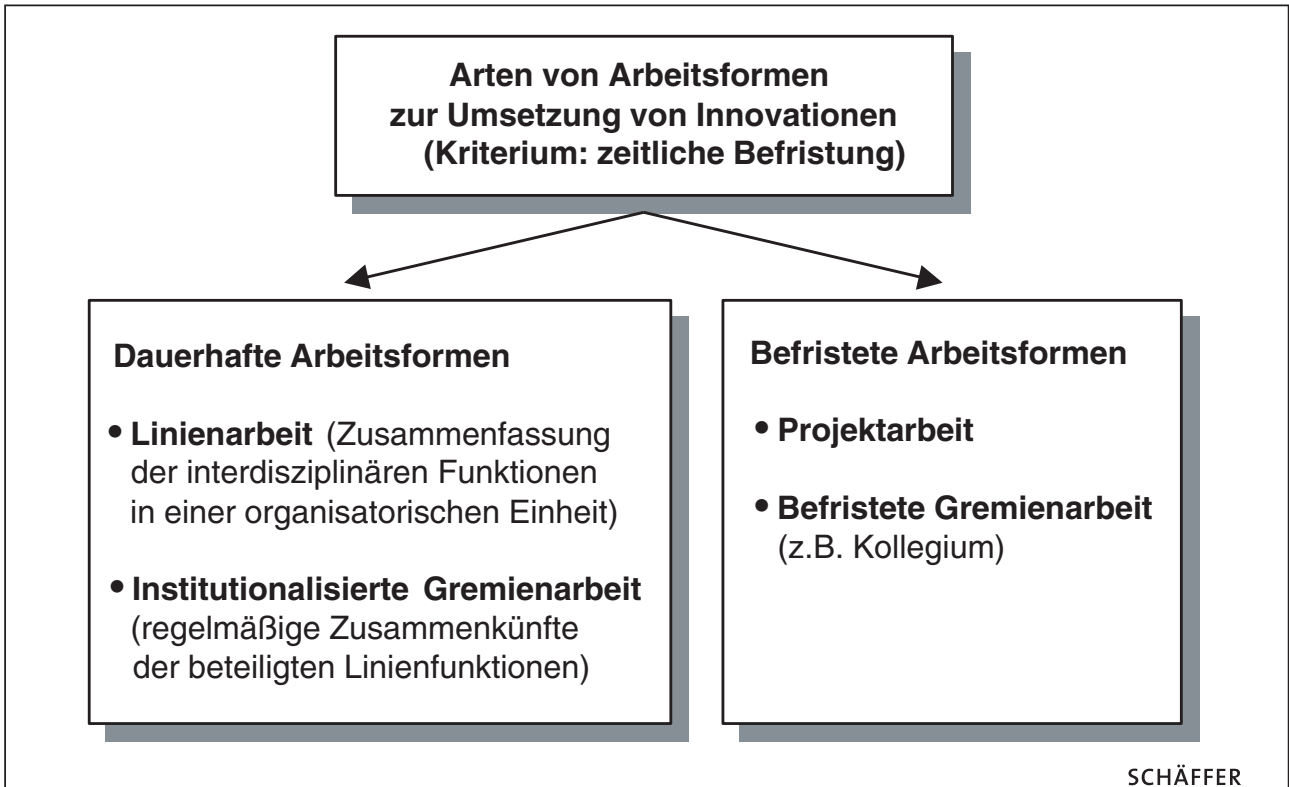 Arten von Arbeitsformen
zur Umsetzung von Innovationen
(Kriterium: zeitliche Befristung)
Dauerhafte Arbeitsformen
• Linienarbeit (Zusammenfassung
der interdisziplinären Funktionen
in einer organisatorischen Einheit)
• Institutionalisierte Gremienarbeit
(regelmäßige Zusammenkünfte
der beteiligten Linienfunktionen)
Befristete Arbeitsformen
• Projektarbeit
• Befristete Gremienarbeit
(z.B. Kollegium)
SCHÄFFER